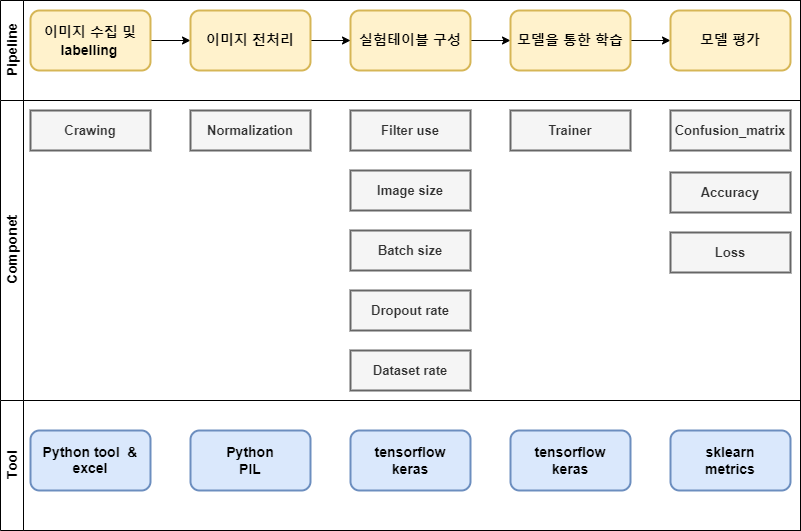 Pipeline
이미지 수집 및
labelling
이미지 전처리
실험테이블 구성
모델을 통한 학습
모델 평가
Componet
Crawing
Normalization
Filter use
Trainer
Confusion_matrix
Image size
Accuracy
Batch size
Loss
Dropout rate
Dataset rate
Tool
Python tool &
excel
Python
PIL
tensorflow
keras
tensorflow
keras
sklearn
metrics